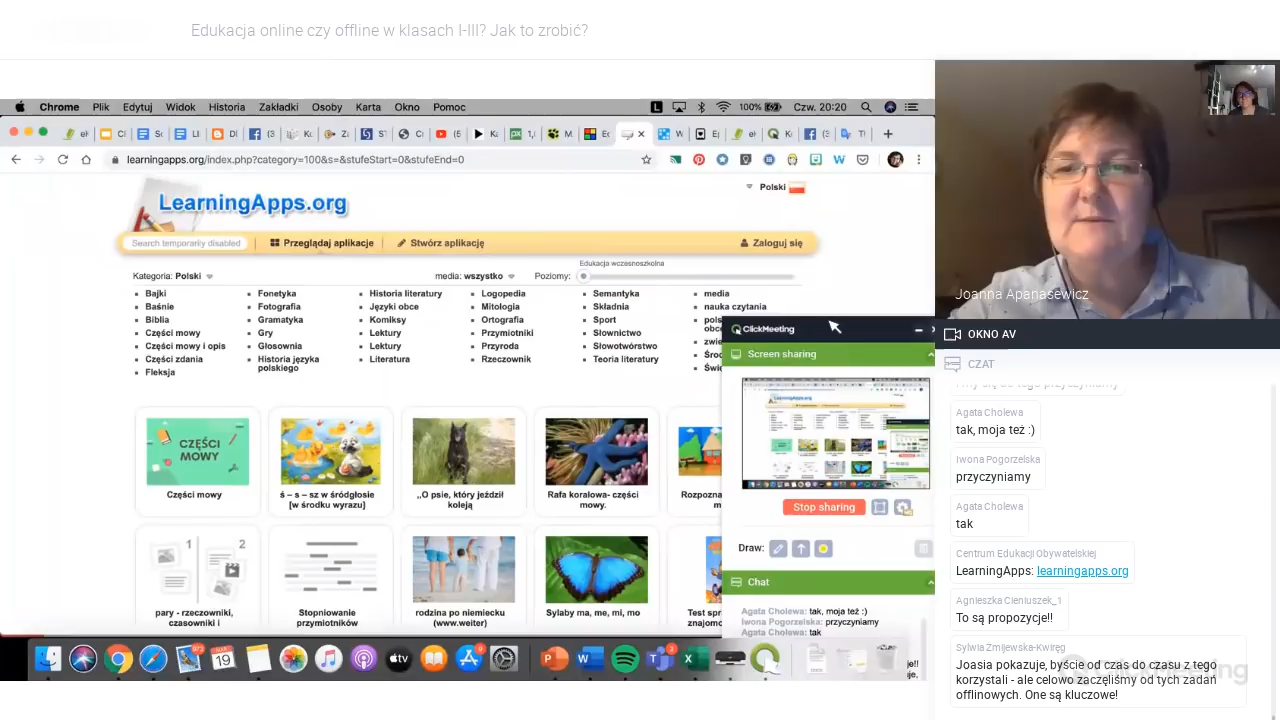 Edukacja online czy offline w klasach I-III? Jak to zrobić?
Chrome Plik Edytuj Widok Historia Zakładki Osoby Karta Okno Pomoc
100% Czw. 20:20
learningapps.org/index.php?category=100&s=&stufeStart=0&stufeEnd=0
LearningApps.org
Polski
Search temporarily disabled
Przeglądaj aplikacje
Stwórz aplikację
Zaloguj się
Edukacja wczesnoszkolna
Kategoria: Polski
media: wszystko
Poziomy:
Bajki
Baśnie
Biblia
Części mowy
Części mowy i opis
Części zdania
Fleksja
Fonetyka
Fotografia
Gramatyka
Gry
Głosownia
Historia języka
polskiego
Historia literatury
Języki obce
Komiksy
Lektury
Lektury
Literatura
Logopedia
Mitologia
Ortografia
Przymiotniki
Przyroda
Rzeczownik
Semantyka
Składnia
Sport
Słownictwo
Słowotwórstwo
Teoria literatury
media
nauka czytania
CZĘŚCI
MOWY
Części mowy
ś – s – sz w śródgłosie
[w środku wyrazu]
,,O psie, który jeździł
koleją
Rafa koralowa- części
mowy.
Rozpozna
1 2
pary - rzeczowniki,
czasowniki i
Stopniowanie
przymiotników
rodzina po niemiecku
(www.weiter)
Sylaby ma, me, mi, mo
Test spr
znajomo
ClickMeeting
Screen sharing
Stop sharing
Draw:
Chat
Agata Cholewa: tak, moja też :)
Iwona Pogorzelska: przyczyniamy
Agata Cholewa: tak
Joanna Apanasewicz
OKNO AV
CZAT
Agata Cholewa
tak, moja też :)
Iwona Pogorzelska
przyczyniamy
Agata Cholewa
tak
Centrum Edukacji Obywatelskiej
LearningApps: learningapps.org
Agnieszka Cieniuszek_1
To są propozycje!!
Sylwia Żmijewska-Kwiręg
Joasia pokazuje, byście od czas do czasu z tego
korzystali - ale celowo zaczęliśmy od tych zadań
offlinowych. One są kluczowe!
ClickMeeting